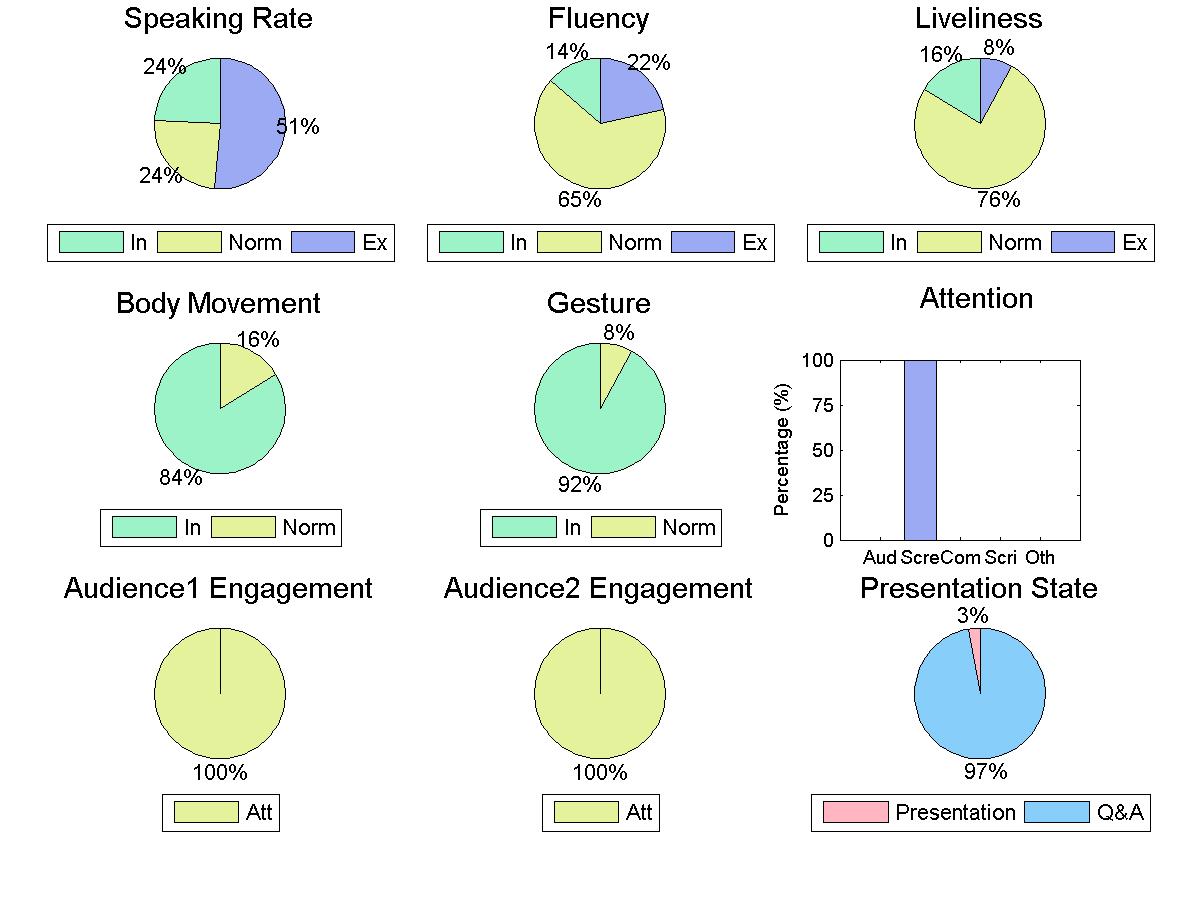 Speaking Rate
24%
51%
24%
In Norm Ex
Fluency
14%
22%
65%
In Norm Ex
Liveliness
16%
8%
76%
In Norm Ex
Body Movement
16%
84%
In Norm
Gesture
8%
92%
In Norm
Attention
Percentage (%)
100
75
50
25
0
Aud Scre Com Scri Oth
Audience1 Engagement
100%
Att
Audience2 Engagement
100%
Att
Presentation State
3%
97%
Presentation Q&A